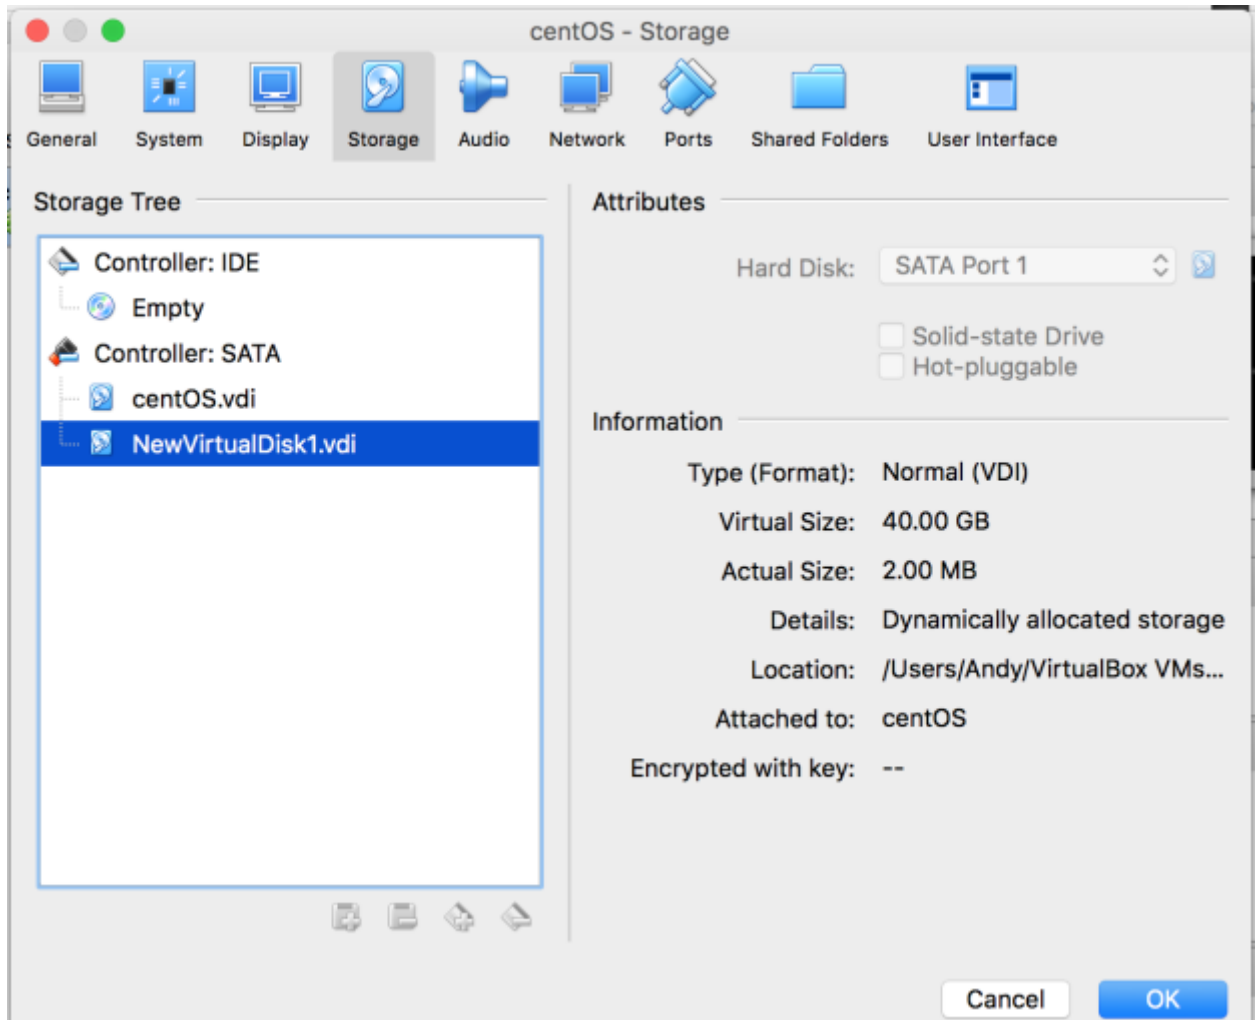 centOS - Storage
General System Display Storage Audio Network Ports Shared Folders User Interface
Storage Tree
Controller: IDE
Empty
Controller: SATA
centOS.vdi
NewVirtualDisk1.vdi
Attributes
Hard Disk: SATA Port 1
Solid-state Drive
Hot-pluggable
Information
Type (Format): Normal (VDI)
Virtual Size: 40.00 GB
Actual Size: 2.00 MB
Details: Dynamically allocated storage
Location: /Users/Andy/VirtualBox VMs...
Attached to: centOS
Encrypted with key: --
Cancel OK